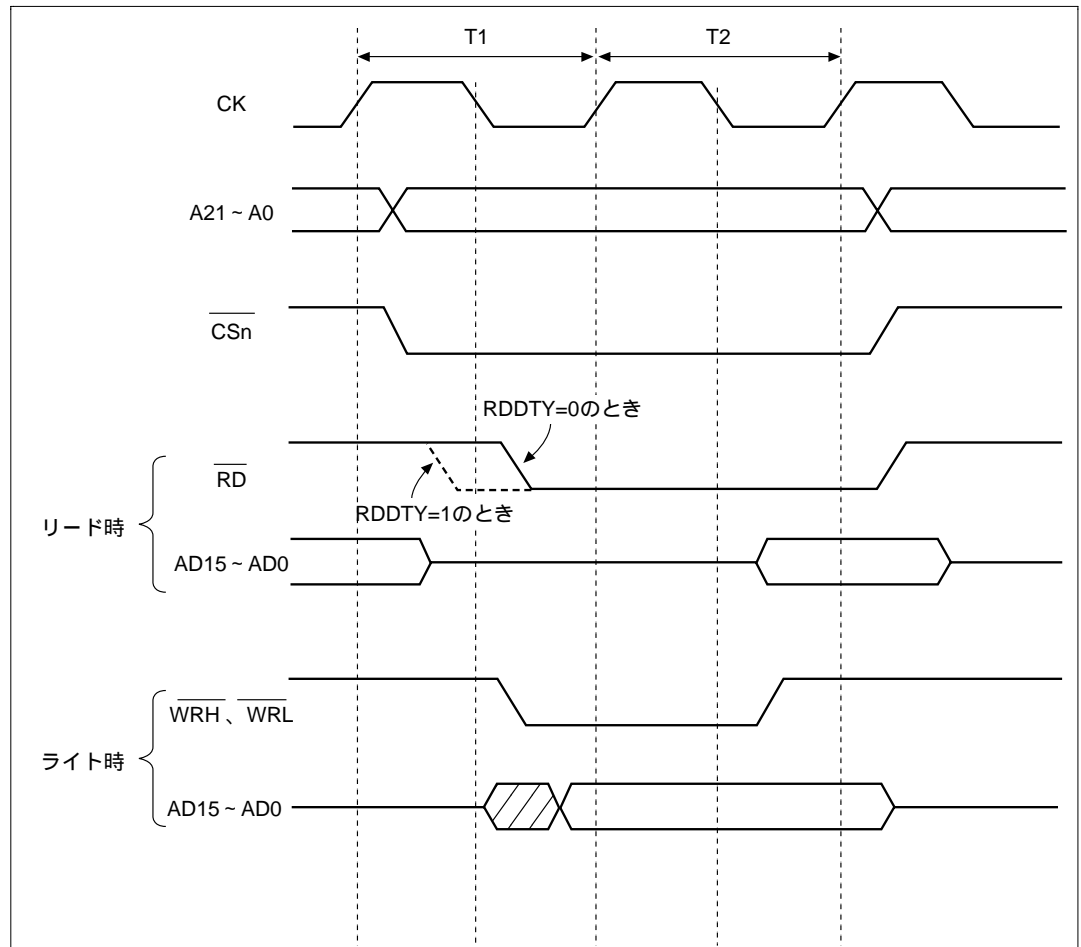 T1
T2
CK
A21 ~ A0
CSn
RDDTY=0のとき
RD
RDDTY=1のとき
リード時
AD15 ~ AD0
WRH 、 WRL
ライト時
AD15 ~ AD0